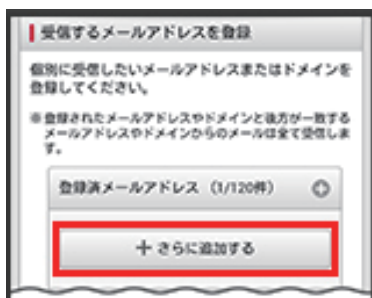 受信するメールアドレスを登録
個別に受信したいメールアドレスまたはドメインを
登録してください。
※登録されたメールアドレスやドメインと後方が一致する
メールアドレスやドメインからのメールは全て受信しま
す。
登録済メールアドレス (1/120件)
＋さらに追加する